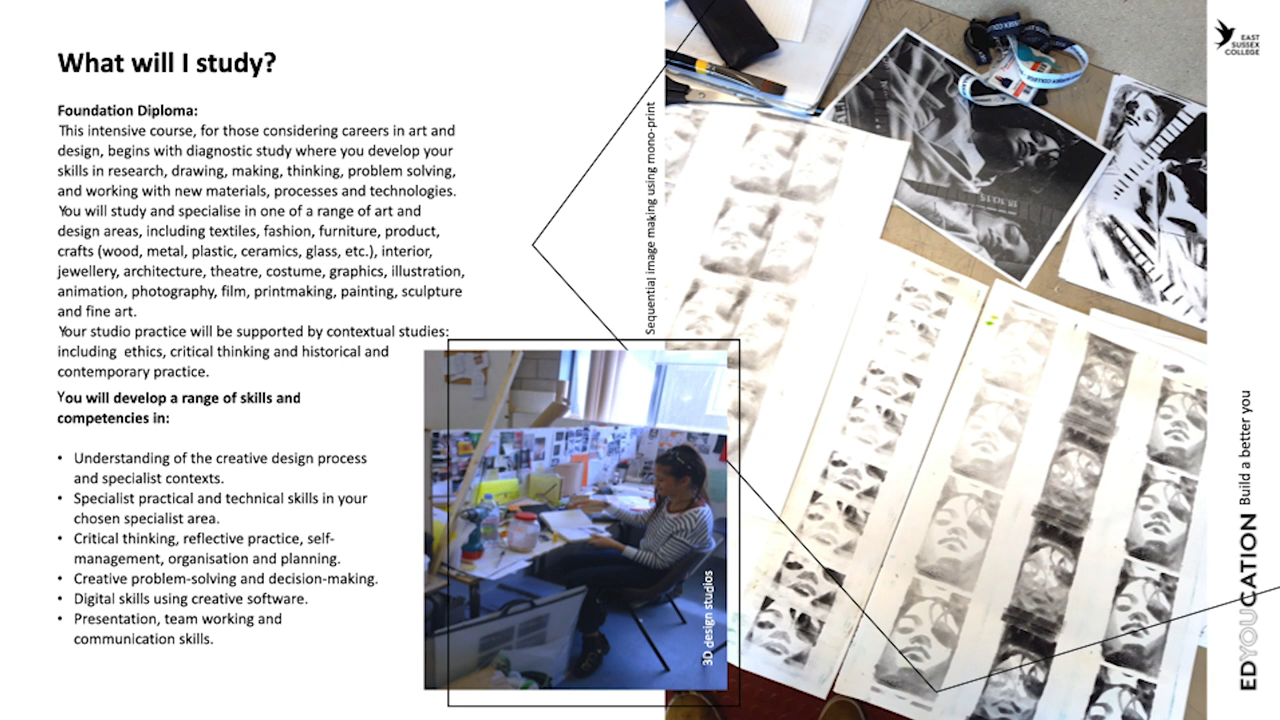 What will I study?
Foundation Diploma:
This intensive course, for those considering careers in art and
design, begins with diagnostic study where you develop your
skills in research, drawing, making, thinking, problem solving,
and working with new materials, processes and technologies.
You will study and specialise in one of a range of art and
design areas, including textiles, fashion, furniture, product,
crafts (wood, metal, plastic, ceramics, glass, etc.), interior,
jewellery, architecture, theatre, costume, graphics, illustration,
animation, photography, film, printmaking, painting, sculpture
and fine art.
Your studio practice will be supported by contextual studies:
including  ethics, critical thinking and historical and
contemporary practice.
You will develop a range of skills and
competencies in:
• Understanding of the creative design process
and specialist contexts.
• Specialist practical and technical skills in your
chosen specialist area.
• Critical thinking, reflective practice, self-
management, organisation and planning.
• Creative problem-solving and decision-making.
• Digital skills using creative software.
• Presentation, team working and
communication skills.
3D design studios
Sequential image making using mono-print
EAST
SUSSEX
COLLEGE
EDYOUCATION Build a better you